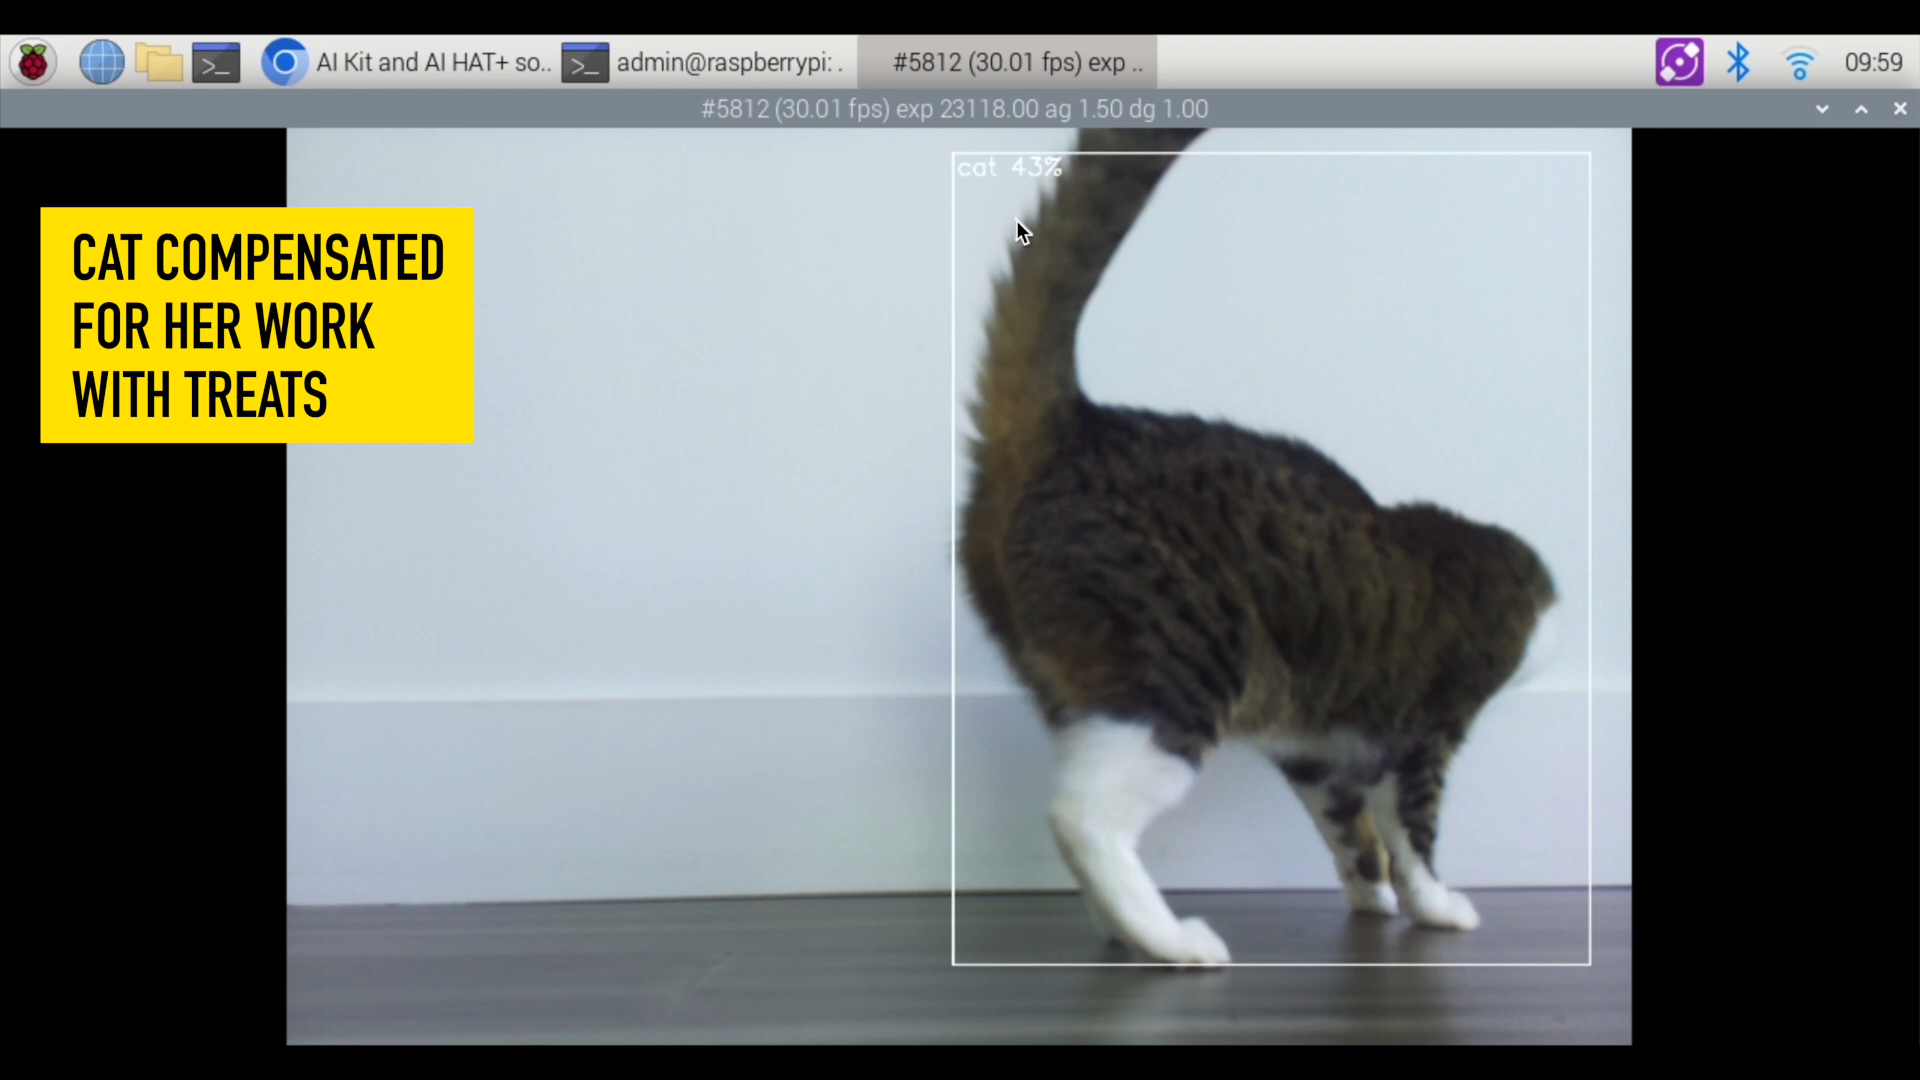 AI Kit and AI HAT+ so..
admin@raspberrypi: .
#5812 (30.01 fps) exp ..
09:59
#5812 (30.01 fps) exp 23118.00 ag 1.50 dg 1.00
cat 43%
CAT COMPENSATED
FOR HER WORK
WITH TREATS